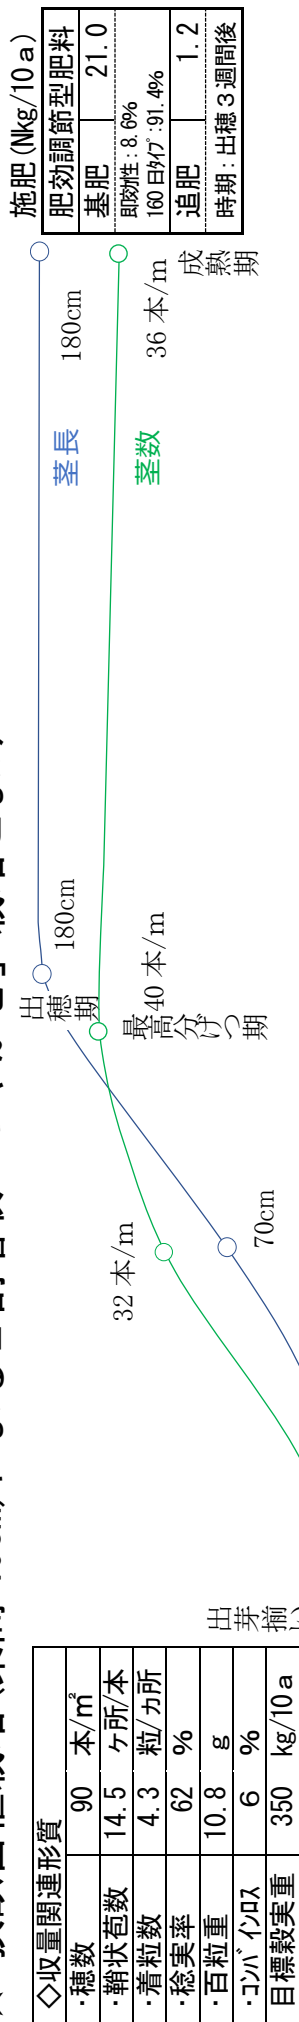 ◇収量関連形質
・穂数 90 本/㎡
・鞘状苞数 14.5 ヶ所/本
・着粒数 4.3 粒/ヵ所
・稔実率 62 %
・百粒重 10.8 g
・コンバインロス 6 %
目標穀実重 350 kg/10a
出芽揃い
32 本/m
70cm
最高分げつ期
40 本/m
出穂期
180cm
茎長
茎数
180cm
36 本/m
成熟期
施肥(Nkg/10a)
肥効調節型肥料
基肥 21.0
即効性:8.6%
160日タイプ:91.4%
追肥 1.2
時期:出穂3週間後